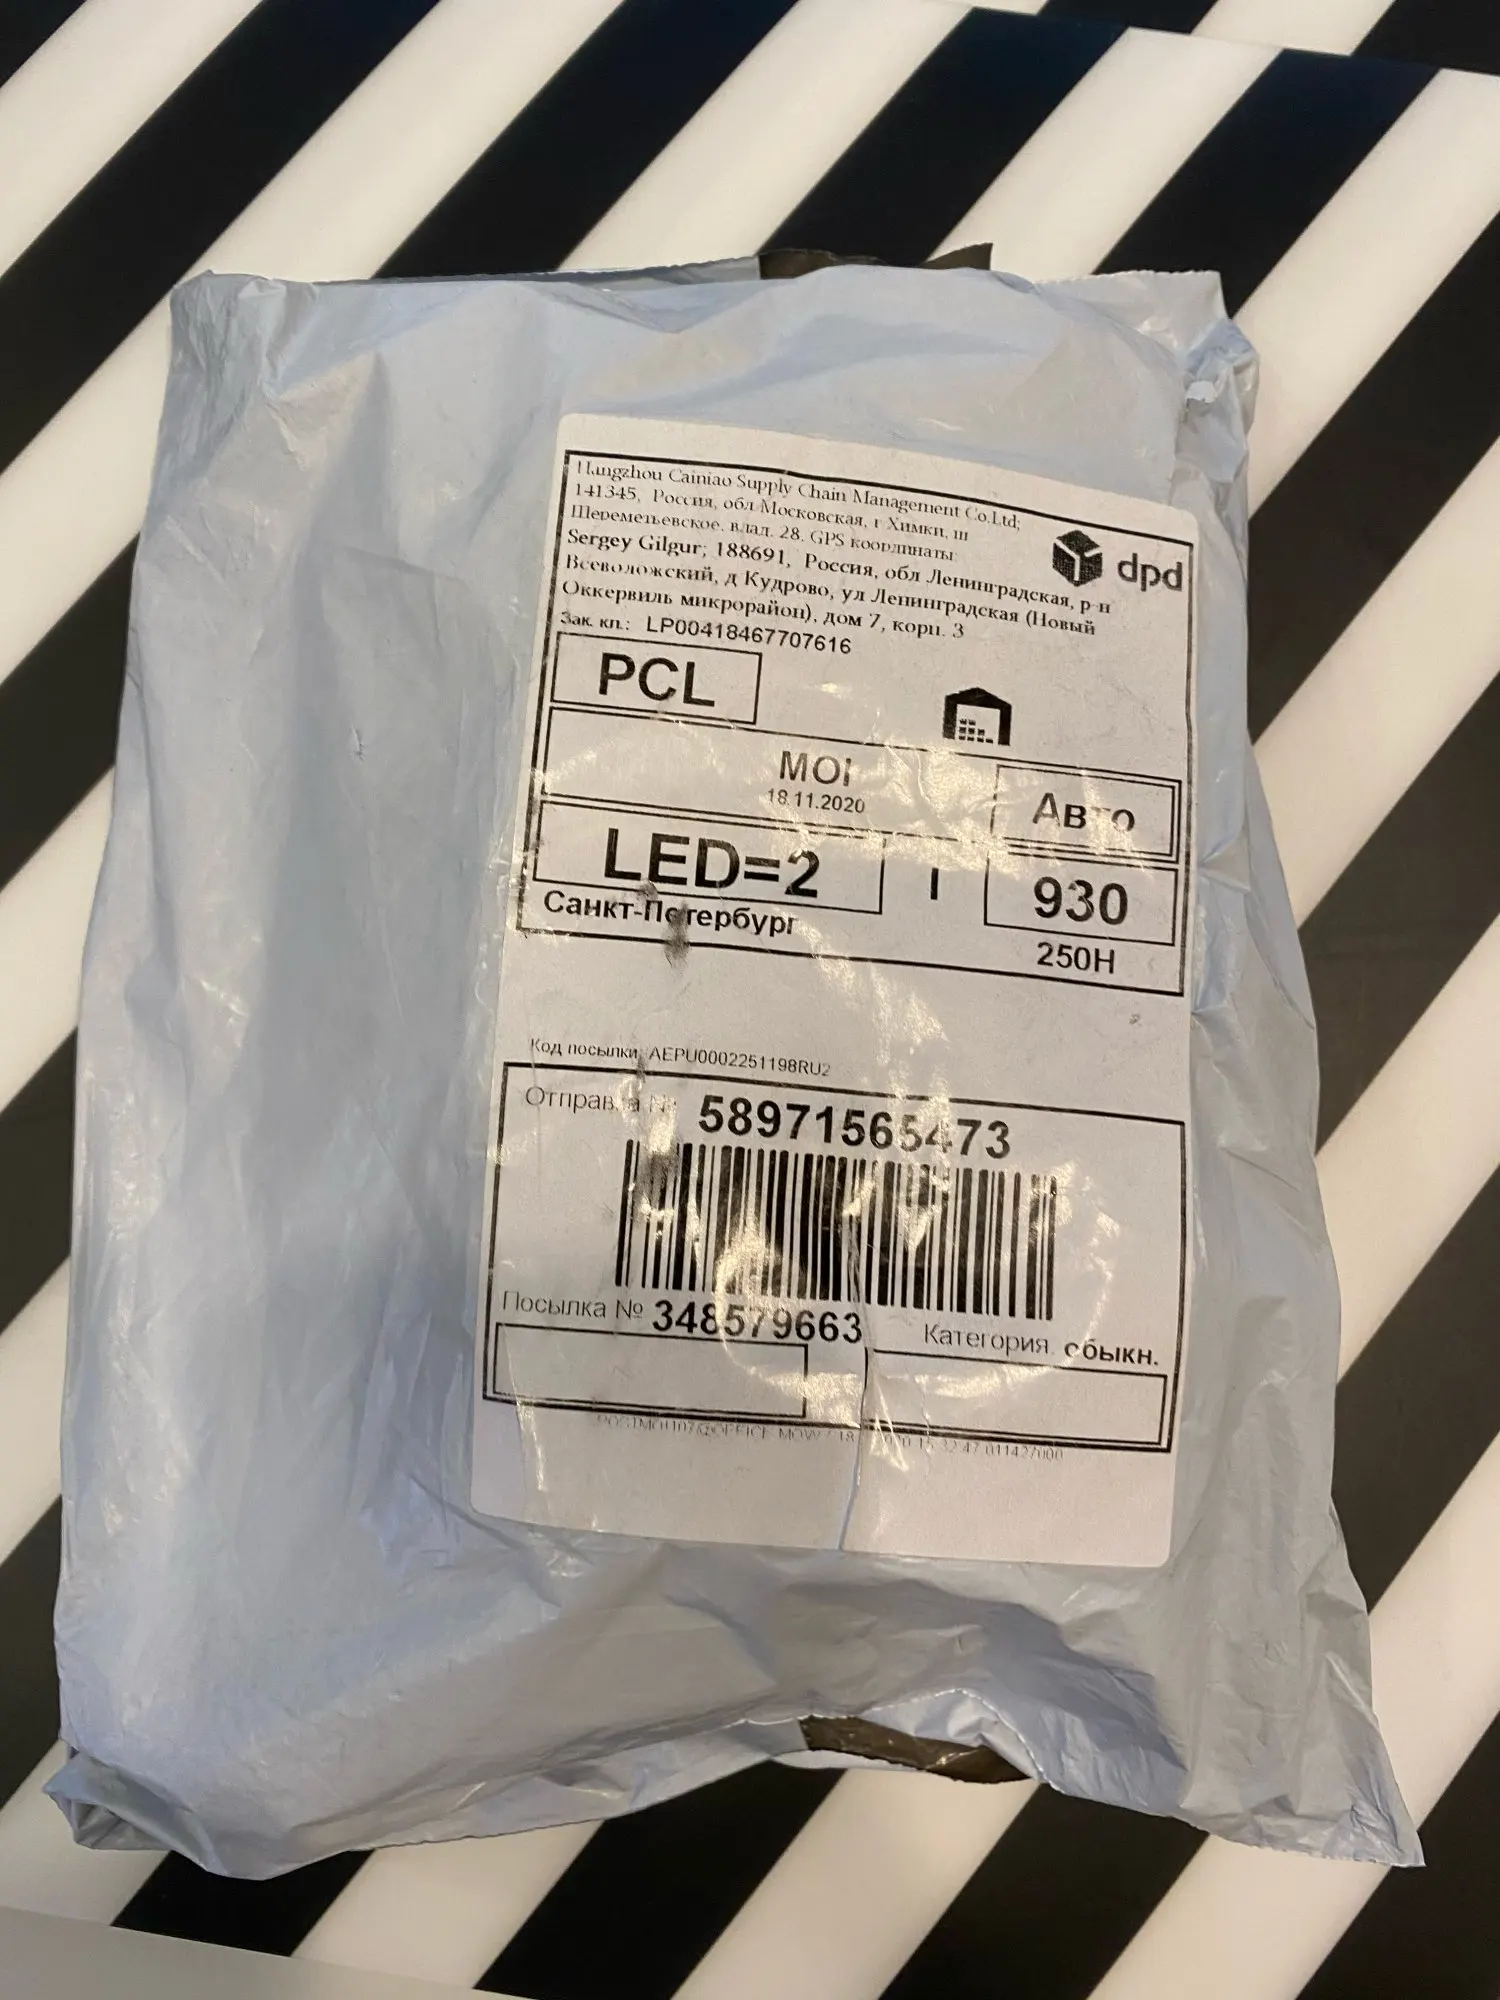 Hangzhou Cainiao Supply Chain Management Co.Ltd;
141345, Россия, обл Московская, г Химки, ш
Шереметьевское, влад. 28, GPS координаты:
Sergey Gilgur; 188691, Россия, обл Ленинградская, р-н
Всеволожский, д Кудрово, ул Ленинградская (Новый
Оккервиль микрорайон), дом 7, корп. 3
Зак. кл.: LP00418467707616
dpd
PCL
MOI
18.11.2020
Авто
LED=2
I
930
Санкт-Петербург
250H
Код посылки: AEPU0002251198RU2
Отправка №: 58971565473
Посылка № 348579663
Категория: обыкн.